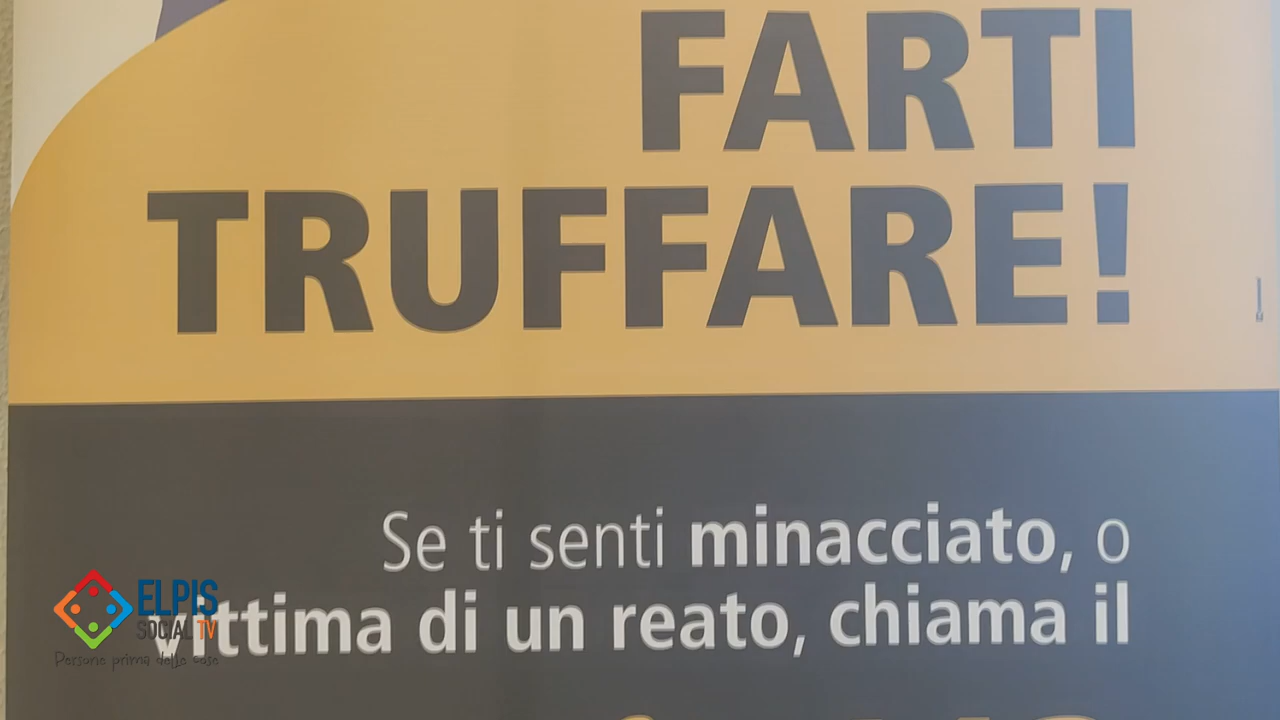 FARTI
TRUFFARE!
Se ti senti minacciato, o
vittima di un reato, chiama il
ELPIS
SOCIAL TV
Persone prima delle cose